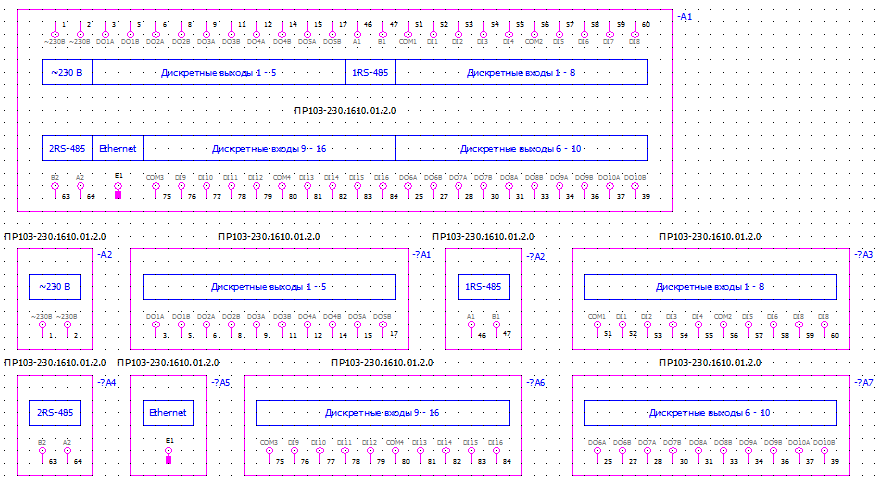 -A1
1 2 3 5 6 8 9 11 12 14 15 17 46 47 51 52 53 54 55 56 57 58 59 60
~230В ~230В DO1A DO1B DO2A DO2B DO3A DO3B DO4A DO4B DO5A DO5B A1 B1 COM1 DI1 DI2 DI3 DI4 COM2 DI5 DI6 DI7 DI8
~230 В Дискретные выходы 1 - 5 1RS-485 Дискретные входы 1 - 8
ПР103-230.1610.01.2.0
2RS-485 Ethernet Дискретные входы 9 - 16 Дискретные выходы 6 - 10
B2 A2 E1 COM3 DI9 DI10 DI11 DI12 COM4 DI13 DI14 DI15 DI16 DO6A DO6B DO7A DO7B DO8A DO8B DO9A DO9B DO10A DO10B
63 64 75 76 77 78 79 80 81 82 83 84 25 27 28 30 31 33 34 36 37 39
ПР103-230.1610.01.2.0 ПР103-230.1610.01.2.0 ПР103-230.1610.01.2.0 ПР103-230.1610.01.2.0
-A2 -?A1 -?A2 -?A3
~230 В Дискретные выходы 1 - 5 1RS-485 Дискретные входы 1 - 8
~230В ~230В DO1A DO1B DO2A DO2B DO3A DO3B DO4A DO4B DO5A DO5B A1 B1 COM1 DI1 DI2 DI3 DI4 COM2 DI5 DI6 DI8 DI8
1 2 3 5 6 8 9 11 12 14 15 17 46 47 51 52 53 54 55 56 57 58 59 60
ПР103-230.1610.01.2.0 ПР103-230.1610.01.2.0 ПР103-230.1610.01.2.0 ПР103-230.1610.01.2.0
-?A4 -?A5 -?A6 -?A7
2RS-485 Ethernet Дискретные входы 9 - 16 Дискретные выходы 6 - 10
B2 A2 E1 COM3 DI9 DI10 DI11 DI12 COM4 DI13 DI14 DI15 DI16 DO6A DO6B DO7A DO7B DO8A DO8B DO9A DO9B DO10A DO10B
63 64 75 76 77 78 79 80 81 82 83 84 25 27 28 30 31 33 34 36 37 39